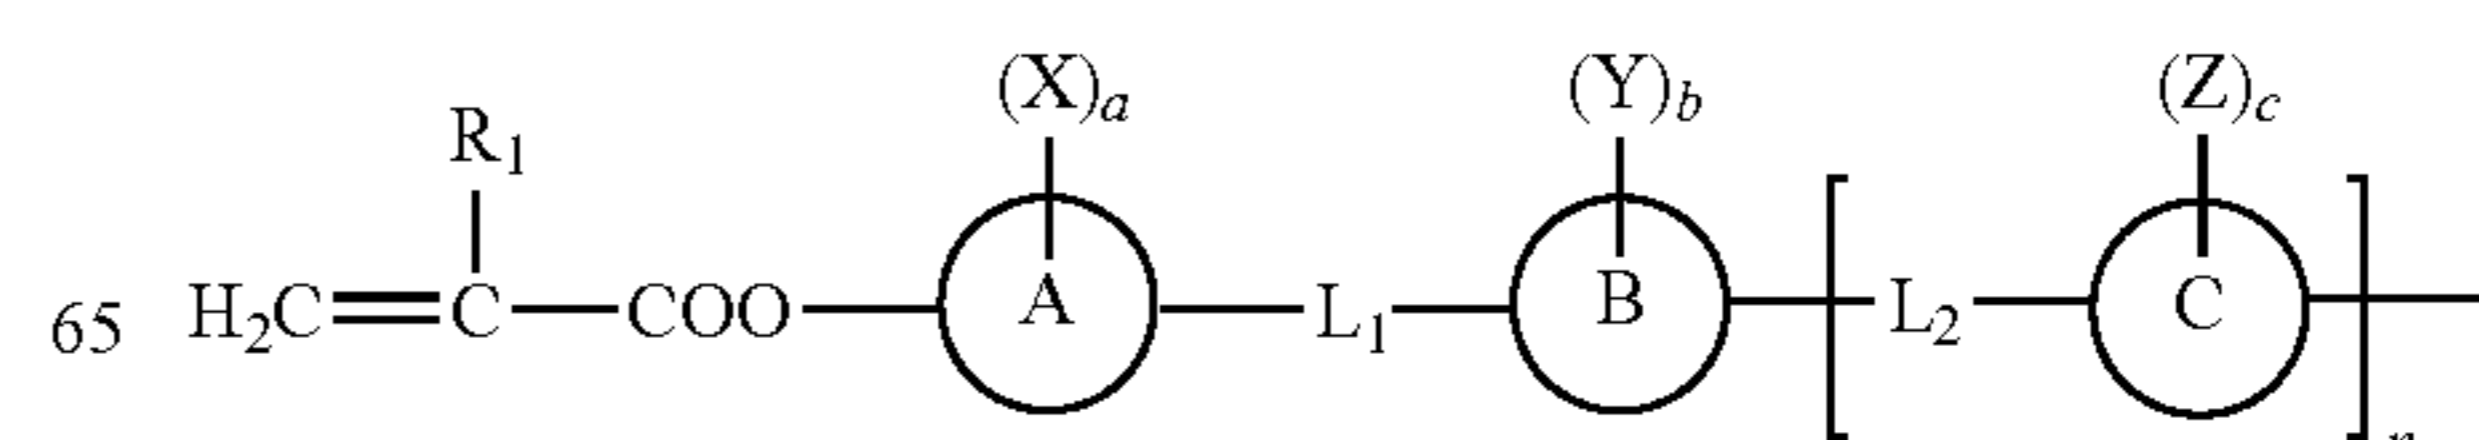 (X)a (Y)b (Z)c
R1
65 H2C=C—COO—A—L1—B—[L2—C]—